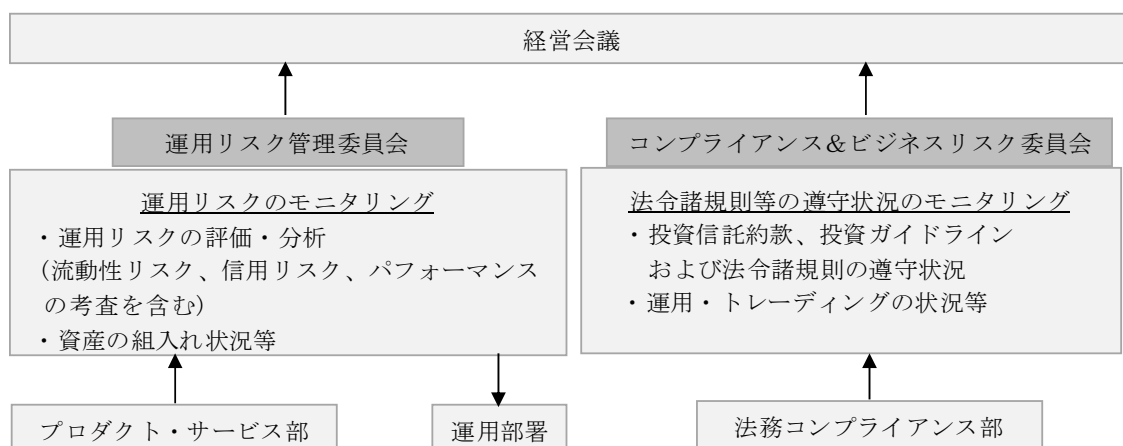 経営会議
運用リスク管理委員会
運用リスクのモニタリング
・運用リスクの評価・分析
(流動性リスク、信用リスク、パフォーマンス
の考査を含む)
・資産の組入れ状況等
プロダクト・サービス部
運用部署
コンプライアンス&ビジネスリスク委員会
法令諸規則等の遵守状況のモニタリング
・投資信託約款、投資ガイドライン
および法令諸規則の遵守状況
・運用・トレーディングの状況等
法務コンプライアンス部